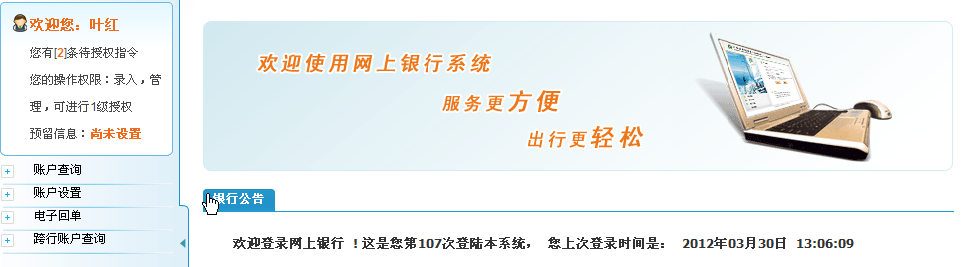 欢迎您：叶红
您有[2]条待授权指令
您的操作权限：录入，管
理，可进行1级授权
预留信息：尚未设置
账户查询
账户设置
电子回单
跨行账户查询
欢迎使用网上银行系统
服务更方便
出行更轻松
银行公告
欢迎登录网上银行 ！这是您第107次登陆本系统， 您上次登录时间是： 2012年03月30日 13:06:09